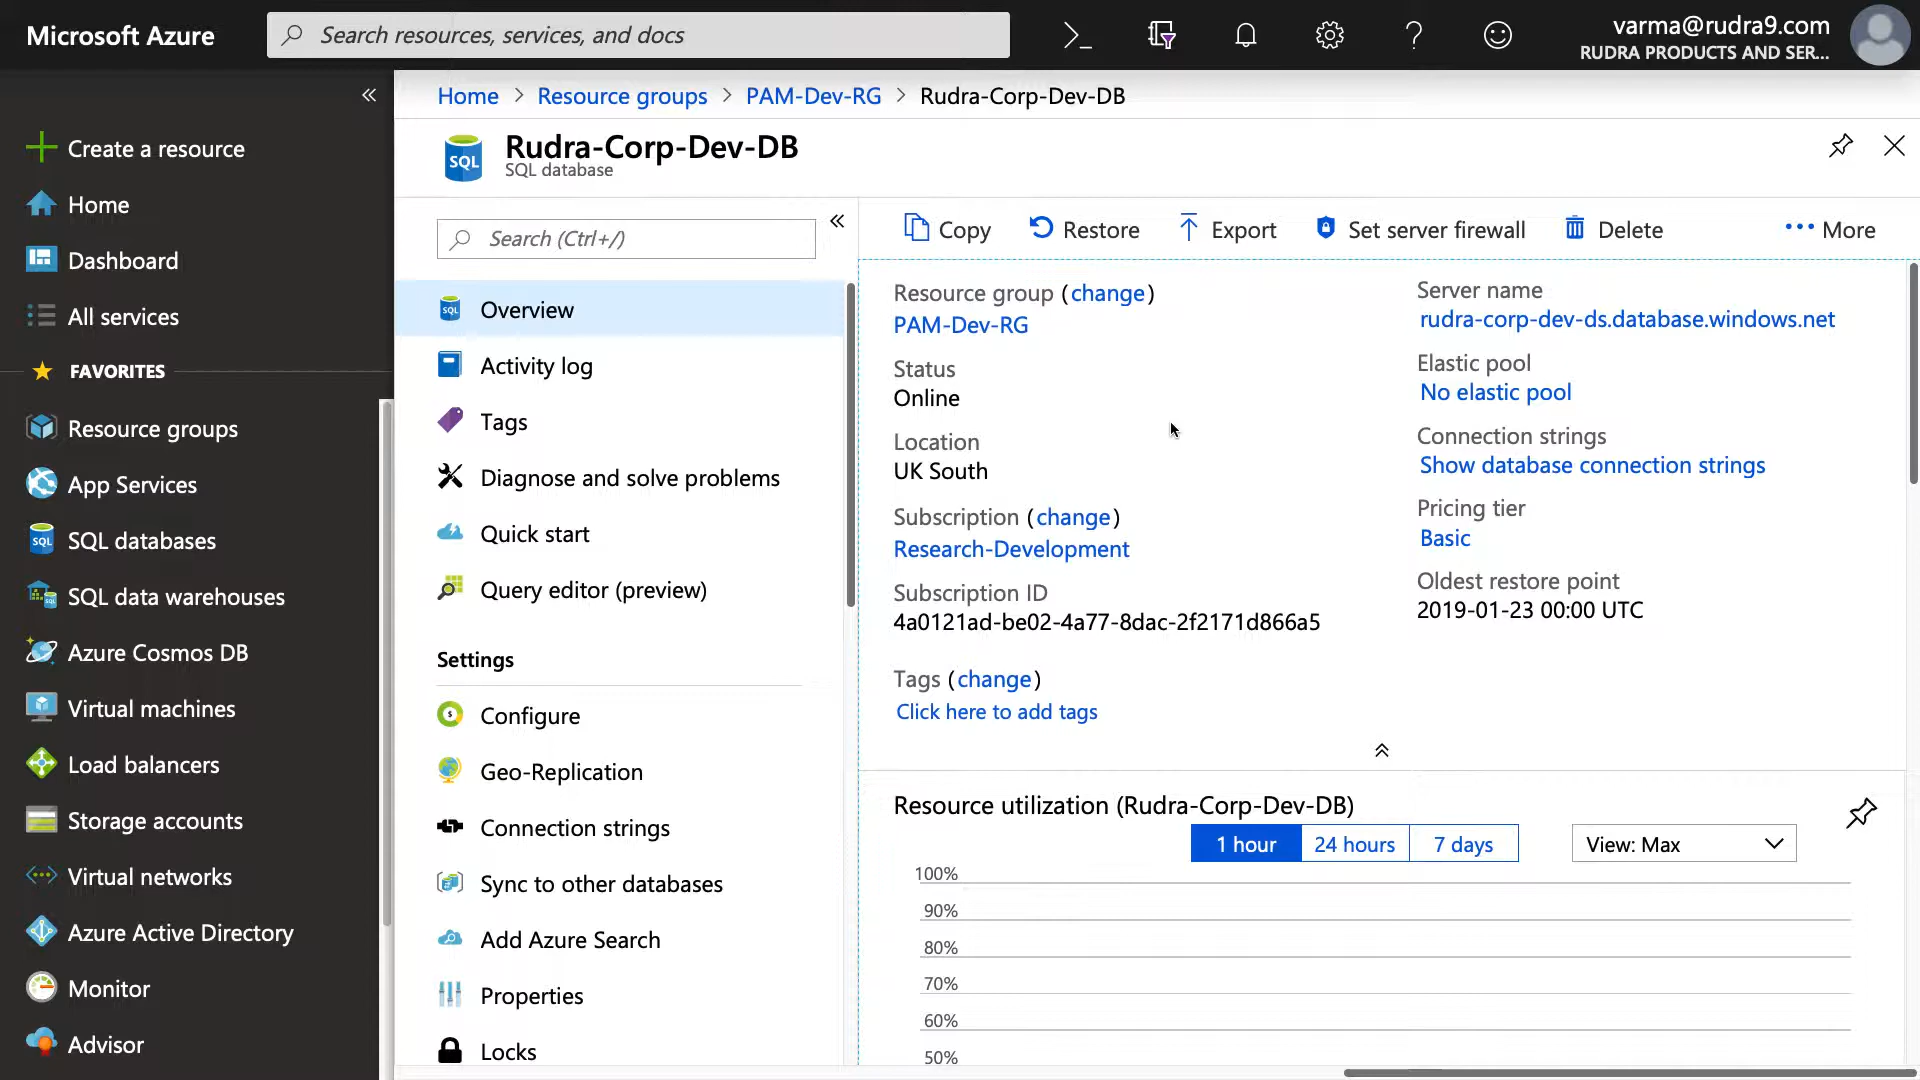 Microsoft Azure
Search resources, services, and docs
varma@rudra9.com
RUDRA PRODUCTS AND SER...
Create a resource
Home
Dashboard
All services
FAVORITES
Resource groups
App Services
SQL databases
SQL data warehouses
Azure Cosmos DB
Virtual machines
Load balancers
Storage accounts
Virtual networks
Azure Active Directory
Monitor
Advisor
Home > Resource groups > PAM-Dev-RG > Rudra-Corp-Dev-DB
SQL
Rudra-Corp-Dev-DB
SQL database
Search (Ctrl+/)
Overview
Activity log
Tags
Diagnose and solve problems
Quick start
Query editor (preview)
Settings
Configure
Geo-Replication
Connection strings
Sync to other databases
Add Azure Search
Properties
Locks
Copy
Restore
Export
Set server firewall
Delete
More
Resource group (change)
PAM-Dev-RG
Status
Online
Location
UK South
Subscription (change)
Research-Development
Subscription ID
4a0121ad-be02-4a77-8dac-2f2171d866a5
Tags (change)
Click here to add tags
Server name
rudra-corp-dev-ds.database.windows.net
Elastic pool
No elastic pool
Connection strings
Show database connection strings
Pricing tier
Basic
Oldest restore point
2019-01-23 00:00 UTC
Resource utilization (Rudra-Corp-Dev-DB)
1 hour
24 hours
7 days
View: Max
100%
90%
80%
70%
60%
50%